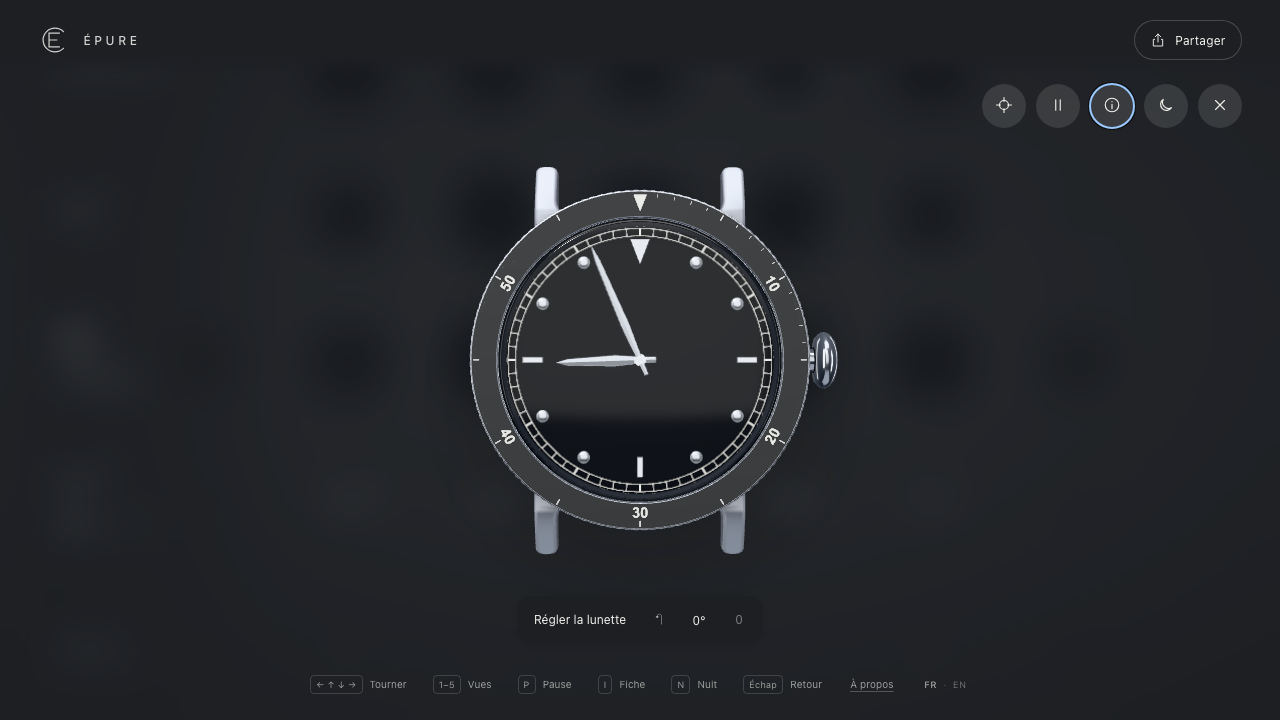 ÉPURE
Partager
50
10
40
20
30
Régler la lunette 0° 0
← ↑ ↓ → Tourner 1–5 Vues P Pause I Fiche N Nuit Échap Retour À propos FR · EN